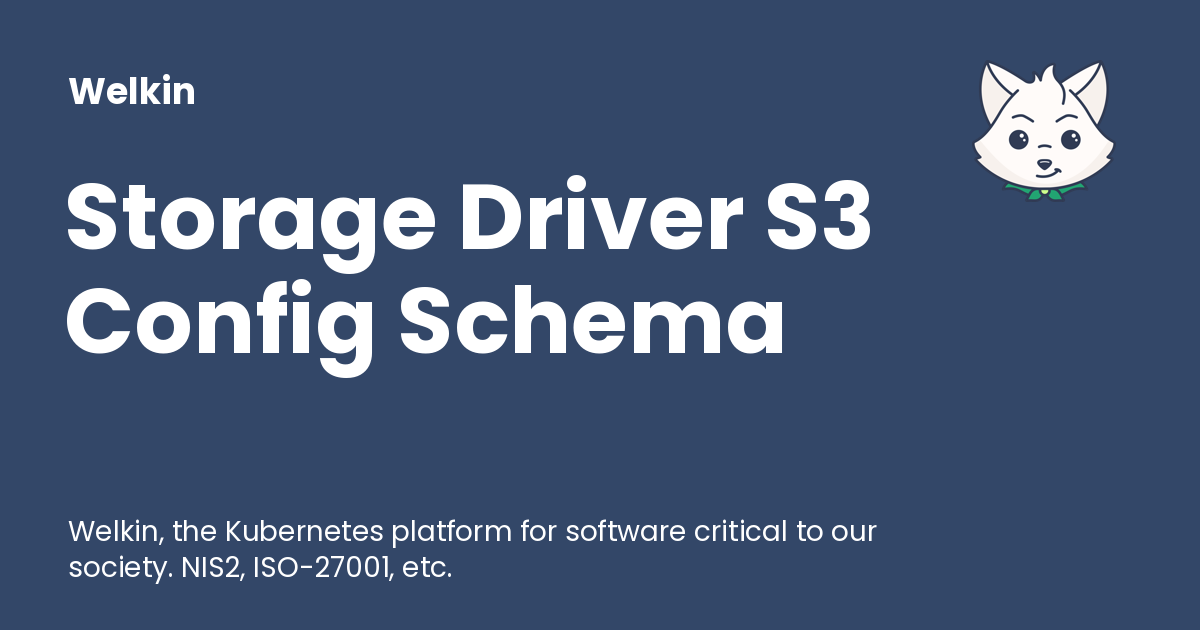 Welkin
Storage Driver S3
Config Schema
Welkin, the Kubernetes platform for software critical to our
society. NIS2, ISO-27001, etc.